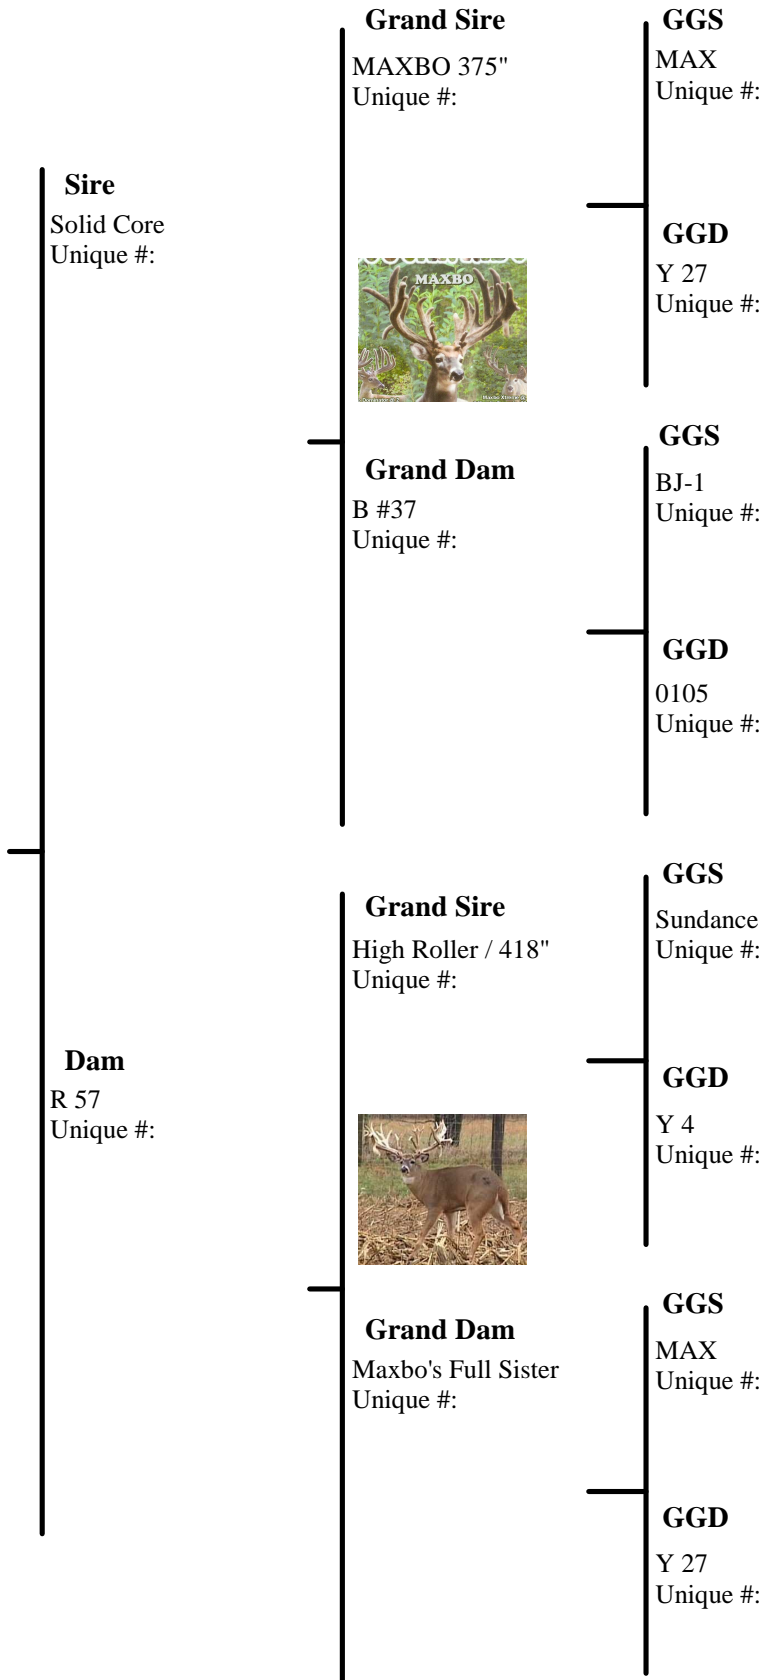 Sire
Solid Core
Unique #:
Dam
R 57
Unique #:
Grand Sire
MAXBO 375"
Unique #:
MAXBO
Grand Dam
B #37
Unique #:
Grand Sire
High Roller / 418"
Unique #:
Grand Dam
Maxbo's Full Sister
Unique #:
GGS
MAX
Unique #:
GGD
Y 27
Unique #:
GGS
BJ-1
Unique #:
GGD
0105
Unique #:
GGS
Sundance
Unique #:
GGD
Y 4
Unique #:
GGS
MAX
Unique #:
GGD
Y 27
Unique #: